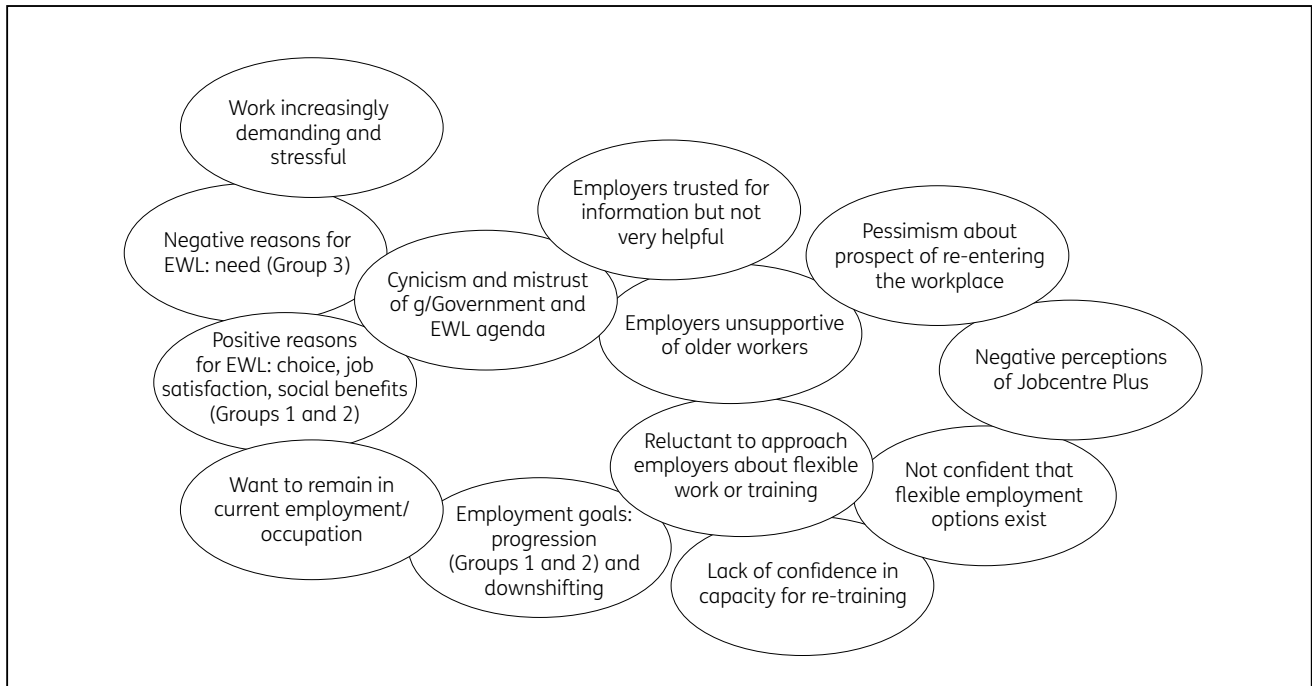 Work increasingly
demanding and
stressful
Employers trusted for
information but not
very helpful
Negative reasons for
EWL: need (Group 3)
Pessimism about
prospect of re-entering
the workplace
Cynicism and mistrust
of g/Government and
EWL agenda
Employers unsupportive
of older workers
Positive reasons
for EWL: choice, job
satisfaction, social benefits
(Groups 1 and 2)
Negative perceptions
of Jobcentre Plus
Reluctant to approach
employers about flexible
work or training
Want to remain in
current employment/
occupation
Not confident that
flexible employment
options exist
Employment goals:
progression
(Groups 1 and 2) and
downshifting
Lack of confidence in
capacity for re-training